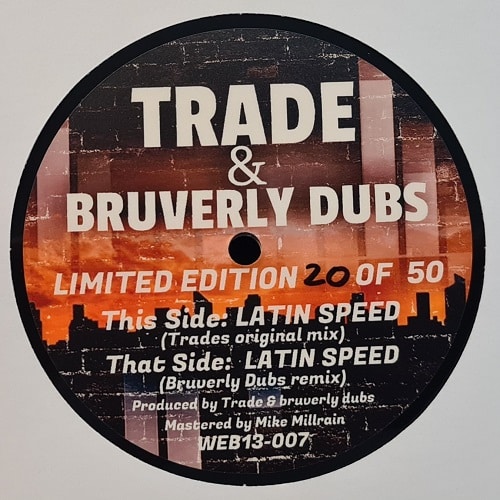 TRADE
&
BRUVERLY DUBS
LIMITED EDITION 20 OF 50
This Side: LATIN SPEED
(Trades original mix)
That Side: LATIN SPEED
(Bruverly Dubs remix)
Produced by Trade & bruverly dubs
Mastered by Mike Millrain
WEB13-007